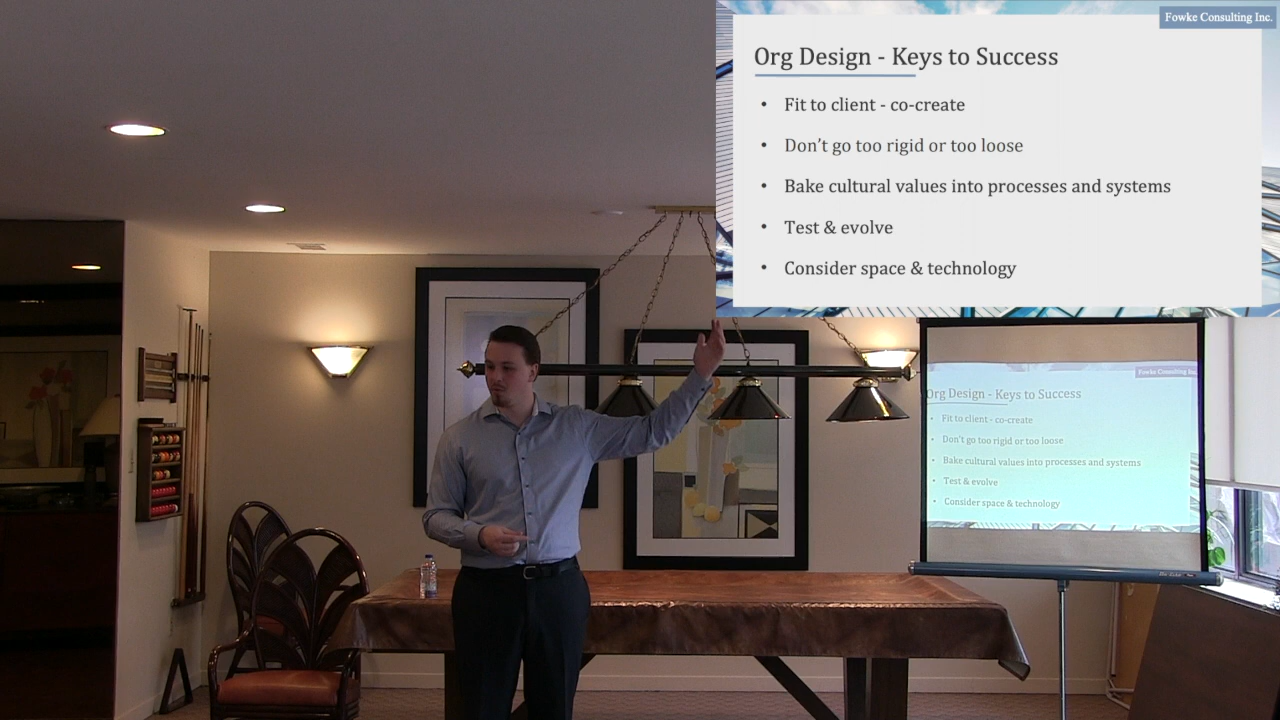 Fowke Consulting Inc.
Org Design - Keys to Success
• Fit to client - co-create
• Don't go too rigid or too loose
• Bake cultural values into processes and systems
• Test & evolve
• Consider space & technology
Fowke Consulting Inc.
Org Design - Keys to Success
• Fit to client - co-create
• Don't go too rigid or too loose
• Bake cultural values into processes and systems
• Test & evolve
• Consider space & technology